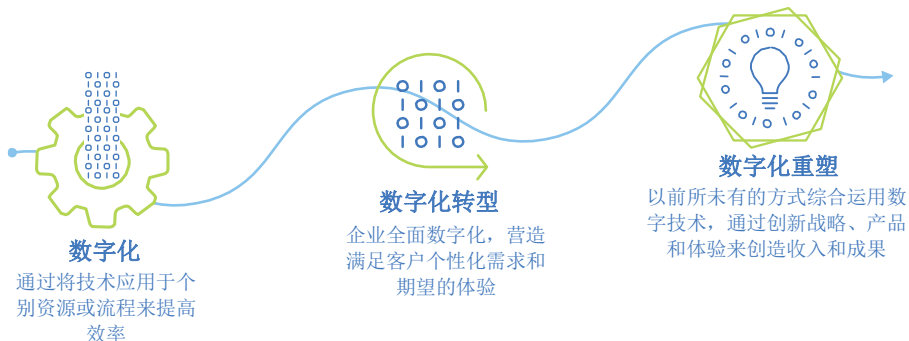 数字化
通过将技术应用于个
别资源或流程来提高
效率
数字化转型
企业全面数字化，营造
满足客户个性化需求和
期望的体验
数字化重塑
以前所未有的方式综合运用数
字技术，通过创新战略、产品
和体验来创造收入和成果